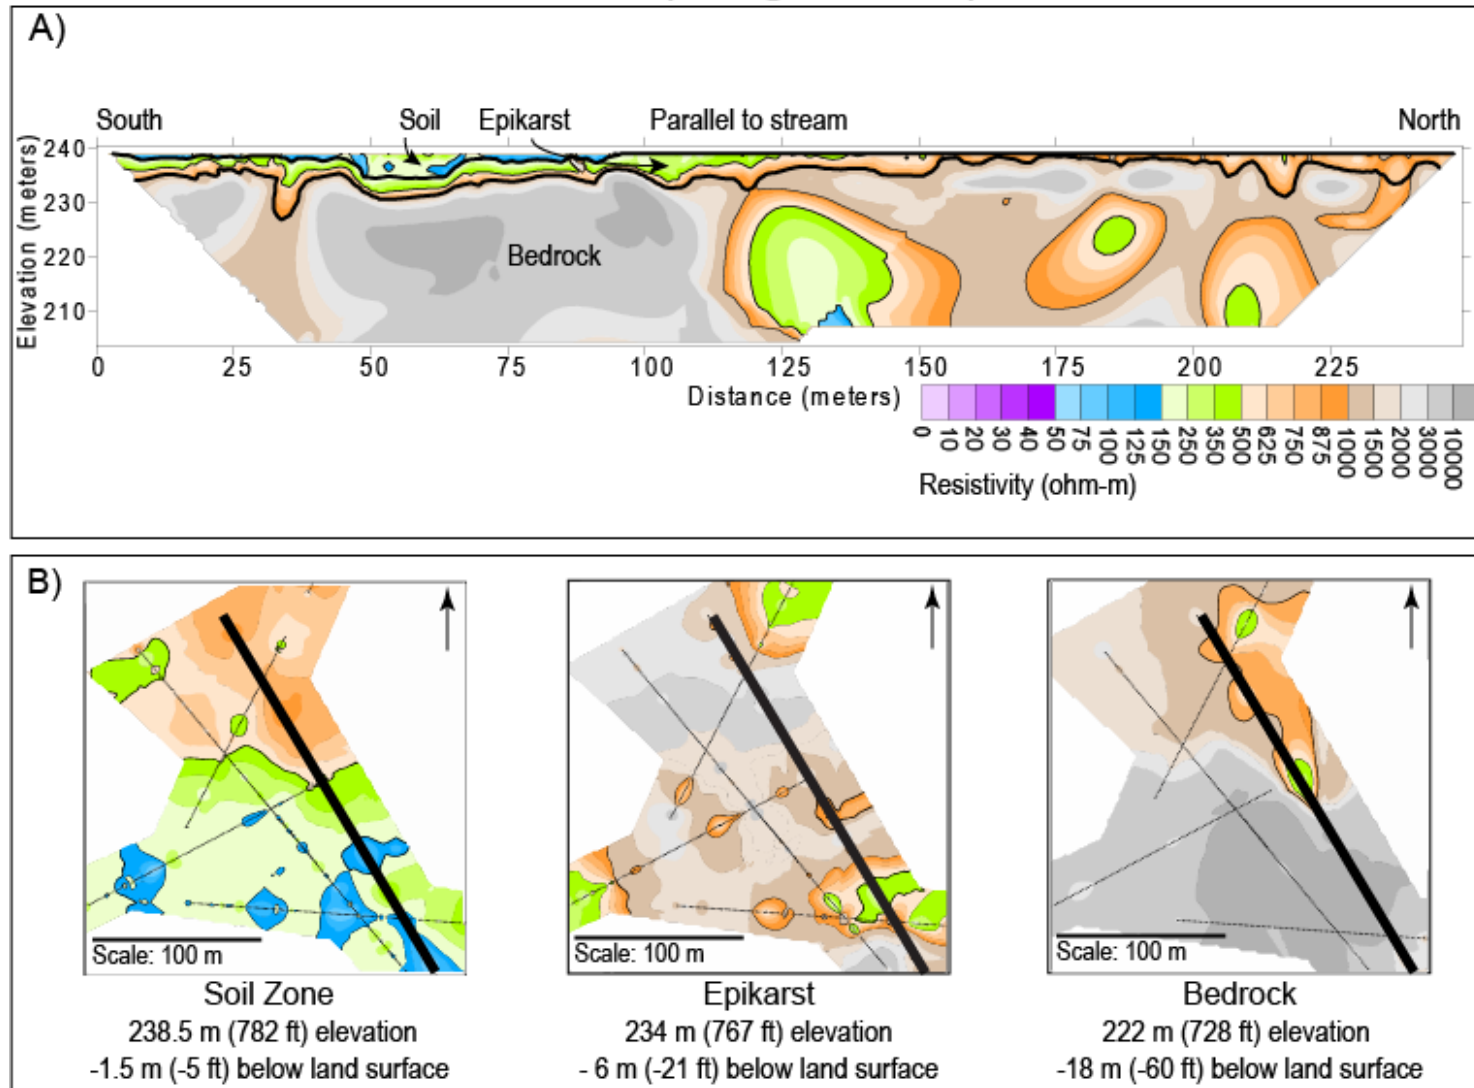 A)
South Soil Epikarst Parallel to stream North
240
230
220
210
Elevation (meters)
Bedrock
0 25 50 75 100 125 150 175 200 225
Distance (meters)
0 10 20 30 40 50 75 100 125 150 250 350 500 625 750 875 1000 1500 2000 3000 10000
Resistivity (ohm-m)
B)
Scale: 100 m
Soil Zone
238.5 m (782 ft) elevation
-1.5 m (-5 ft) below land surface
Scale: 100 m
Epikarst
234 m (767 ft) elevation
- 6 m (-21 ft) below land surface
Scale: 100 m
Bedrock
222 m (728 ft) elevation
-18 m (-60 ft) below land surface